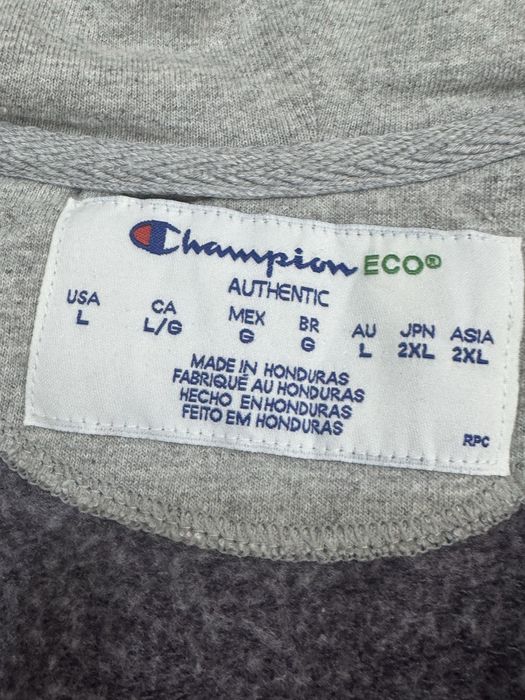 Champion ECO®
AUTHENTIC
USA CA MEX BR AU JPN ASIA
L L/G G G L 2XL 2XL
MADE IN HONDURAS
FABRIQUÉ AU HONDURAS
HECHO EN HONDURAS
FEITO EM HONDURAS
RPC